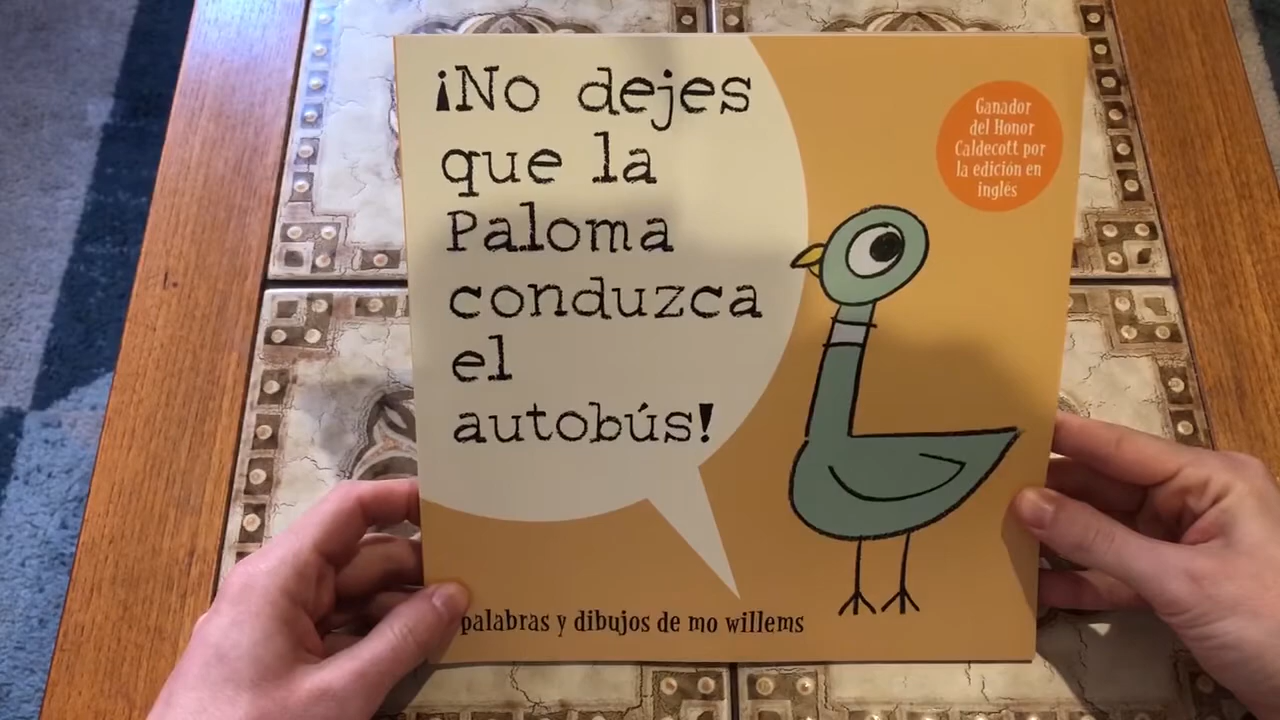 ¡No dejes
que la
Paloma
conduzca
el
autobús!
Ganador
del Honor
Caldecott por
la edición en
inglés
palabras y dibujos de mo willems